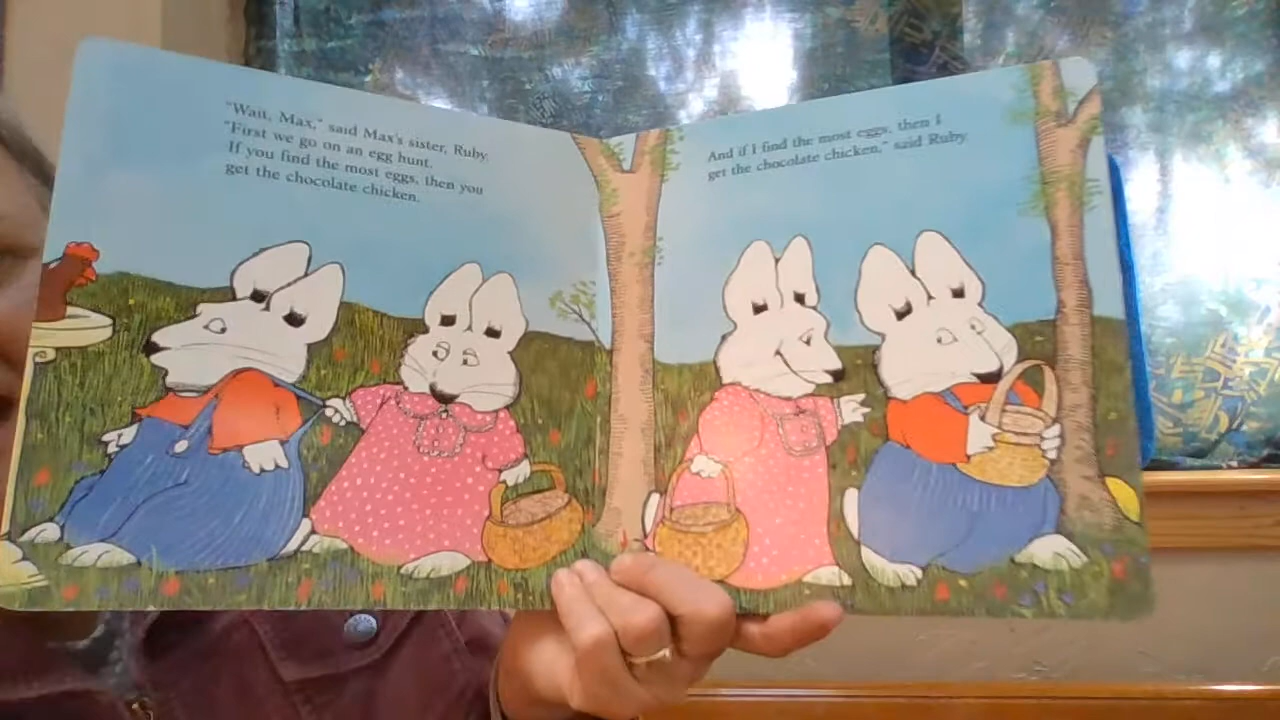 "Wait, Max," said Max's sister, Ruby.
"First we go on an egg hunt.
If you find the most eggs, then you
get the chocolate chicken.
And if I find the most eggs, then I
get the chocolate chicken," said Ruby.